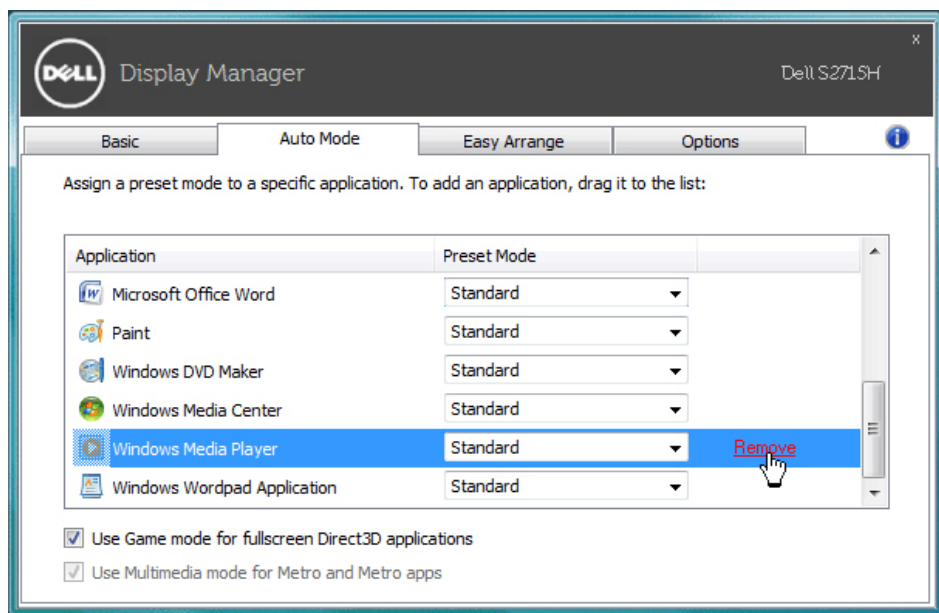 x
DELL Display Manager Dell S2715H
Basic Auto Mode Easy Arrange Options
Assign a preset mode to a specific application. To add an application, drag it to the list:
Application Preset Mode
Microsoft Office Word Standard
Paint Standard
Windows DVD Maker Standard
Windows Media Center Standard
Windows Media Player Standard Remove
Windows Wordpad Application Standard
Use Game mode for fullscreen Direct3D applications
Use Multimedia mode for Metro and Metro apps